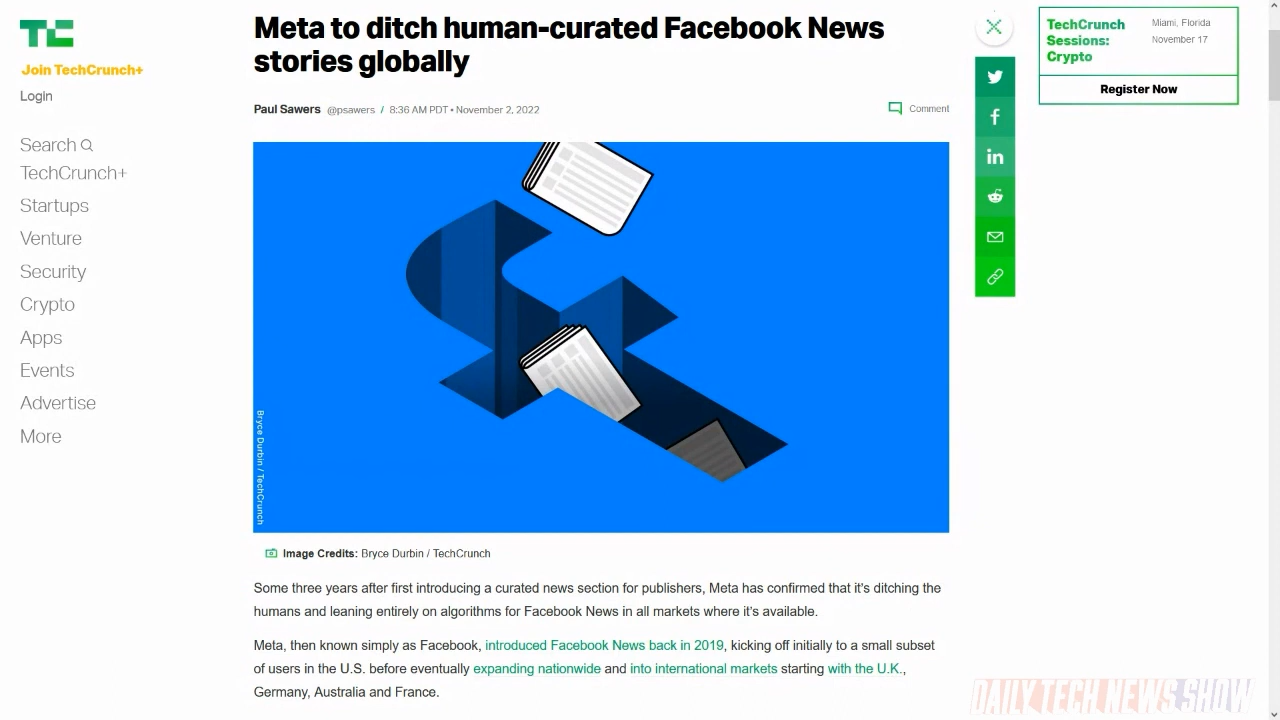 TC
Join TechCrunch+
Login
Search
TechCrunch+
Startups
Venture
Security
Crypto
Apps
Events
Advertise
More
Meta to ditch human-curated Facebook News
stories globally
Paul Sawers @psawers / 8:36 AM PDT • November 2, 2022
Comment
Bryce Durbin / TechCrunch
Image Credits: Bryce Durbin / TechCrunch
Some three years after first introducing a curated news section for publishers, Meta has confirmed that it's ditching the
humans and leaning entirely on algorithms for Facebook News in all markets where it's available.
Meta, then known simply as Facebook, introduced Facebook News back in 2019, kicking off initially to a small subset
of users in the U.S. before eventually expanding nationwide and into international markets starting with the U.K.,
Germany, Australia and France.
TechCrunch
Sessions:
Crypto
Miami, Florida
November 17
Register Now
DAILY TECH NEWS SHOW